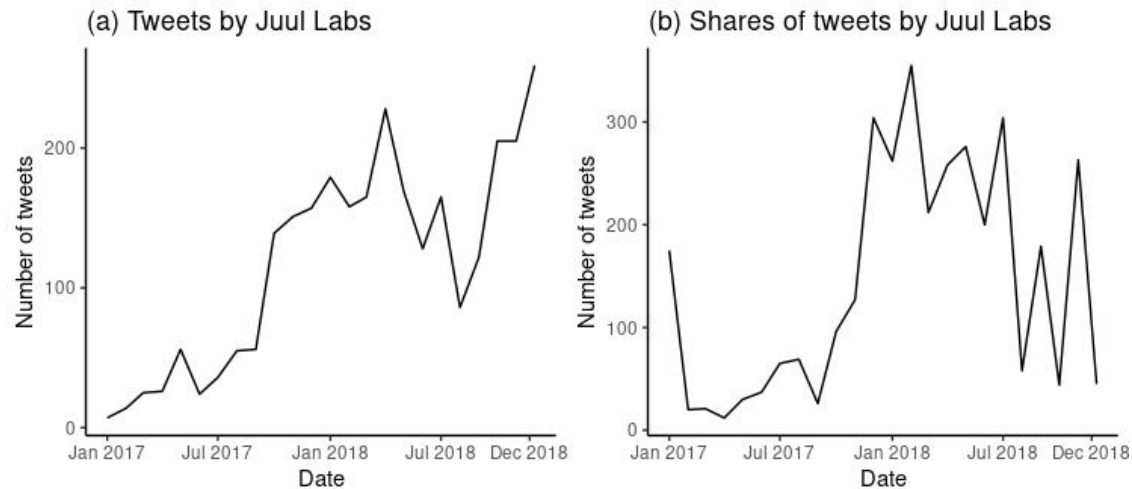 (a) Tweets by Juul Labs
Number of tweets
200
100
0
Jan 2017 Jul 2017 Jan 2018 Jul 2018 Dec 2018
Date
(b) Shares of tweets by Juul Labs
Number of tweets
300
200
100
0
Jan 2017 Jul 2017 Jan 2018 Jul 2018 Dec 2018
Date